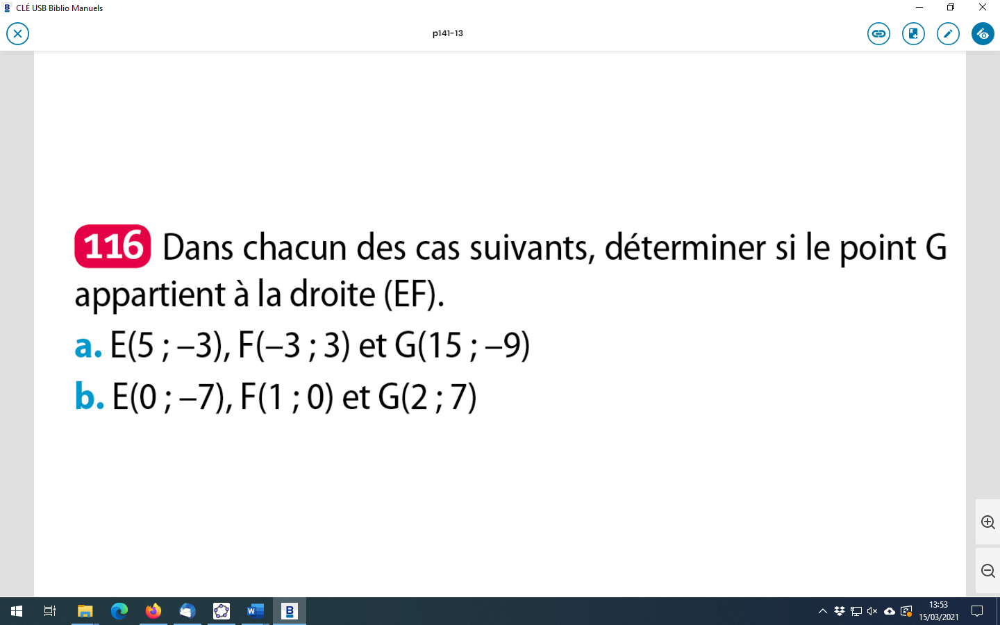 CLÉ USB Biblio Manuels
p141-13
116 Dans chacun des cas suivants, déterminer si le point G
appartient à la droite (EF).
a. E(5 ; –3), F(–3 ; 3) et G(15 ; –9)
b. E(0 ; –7), F(1 ; 0) et G(2 ; 7)
13:53
15/03/2021